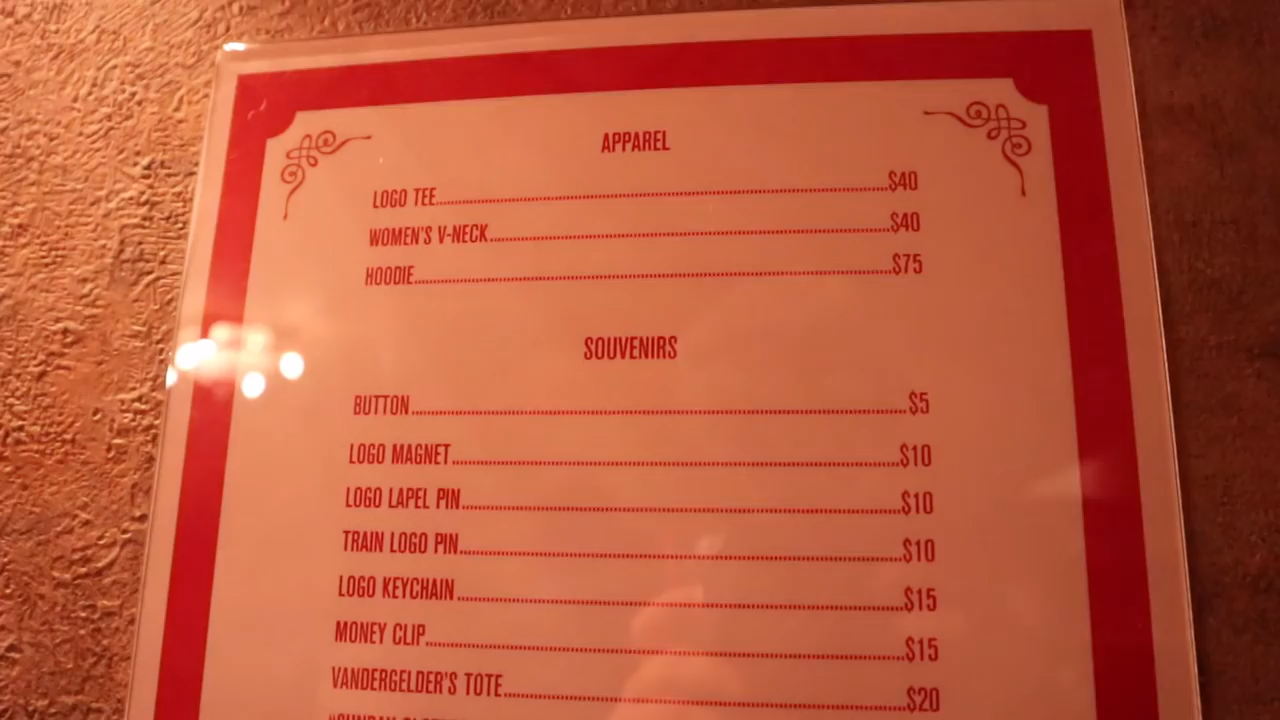 APPAREL
LOGO TEE........$40
WOMEN'S V-NECK........$40
HOODIE........$75
SOUVENIRS
BUTTON........$5
LOGO MAGNET........$10
LOGO LAPEL PIN........$10
TRAIN LOGO PIN........$10
LOGO KEYCHAIN........$15
MONEY CLIP........$15
VANDERGELDER'S TOTE........$20